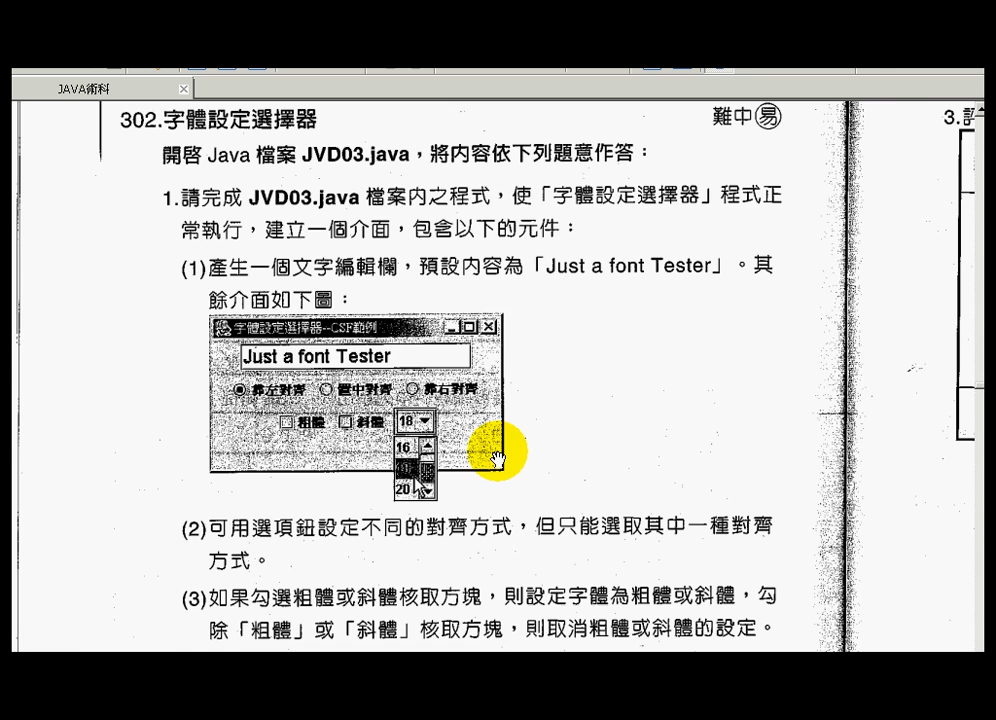 JAVA術科
302.字體設定選擇器 難中易
開啓 Java 檔案 JVD03.java，將内容依下列題意作答：
1.請完成 JVD03.java 檔案内之程式，使「字體設定選擇器」程式正
常執行，建立一個介面，包含以下的元件：
(1)產生一個文字編輯欄，預設内容為「Just a font Tester」。其
餘介面如下圖：
字體設定選擇器--CSF範例
Just a font Tester
靠左對齊 置中對齊 靠右對齊
粗體 斜體 18
16
20
(2)可用選項鈕設定不同的對齊方式，但只能選取其中一種對齊
方式。
(3)如果勾選粗體或斜體核取方塊，則設定字體為粗體或斜體，勾
除「粗體」或「斜體」核取方塊，則取消粗體或斜體的設定。